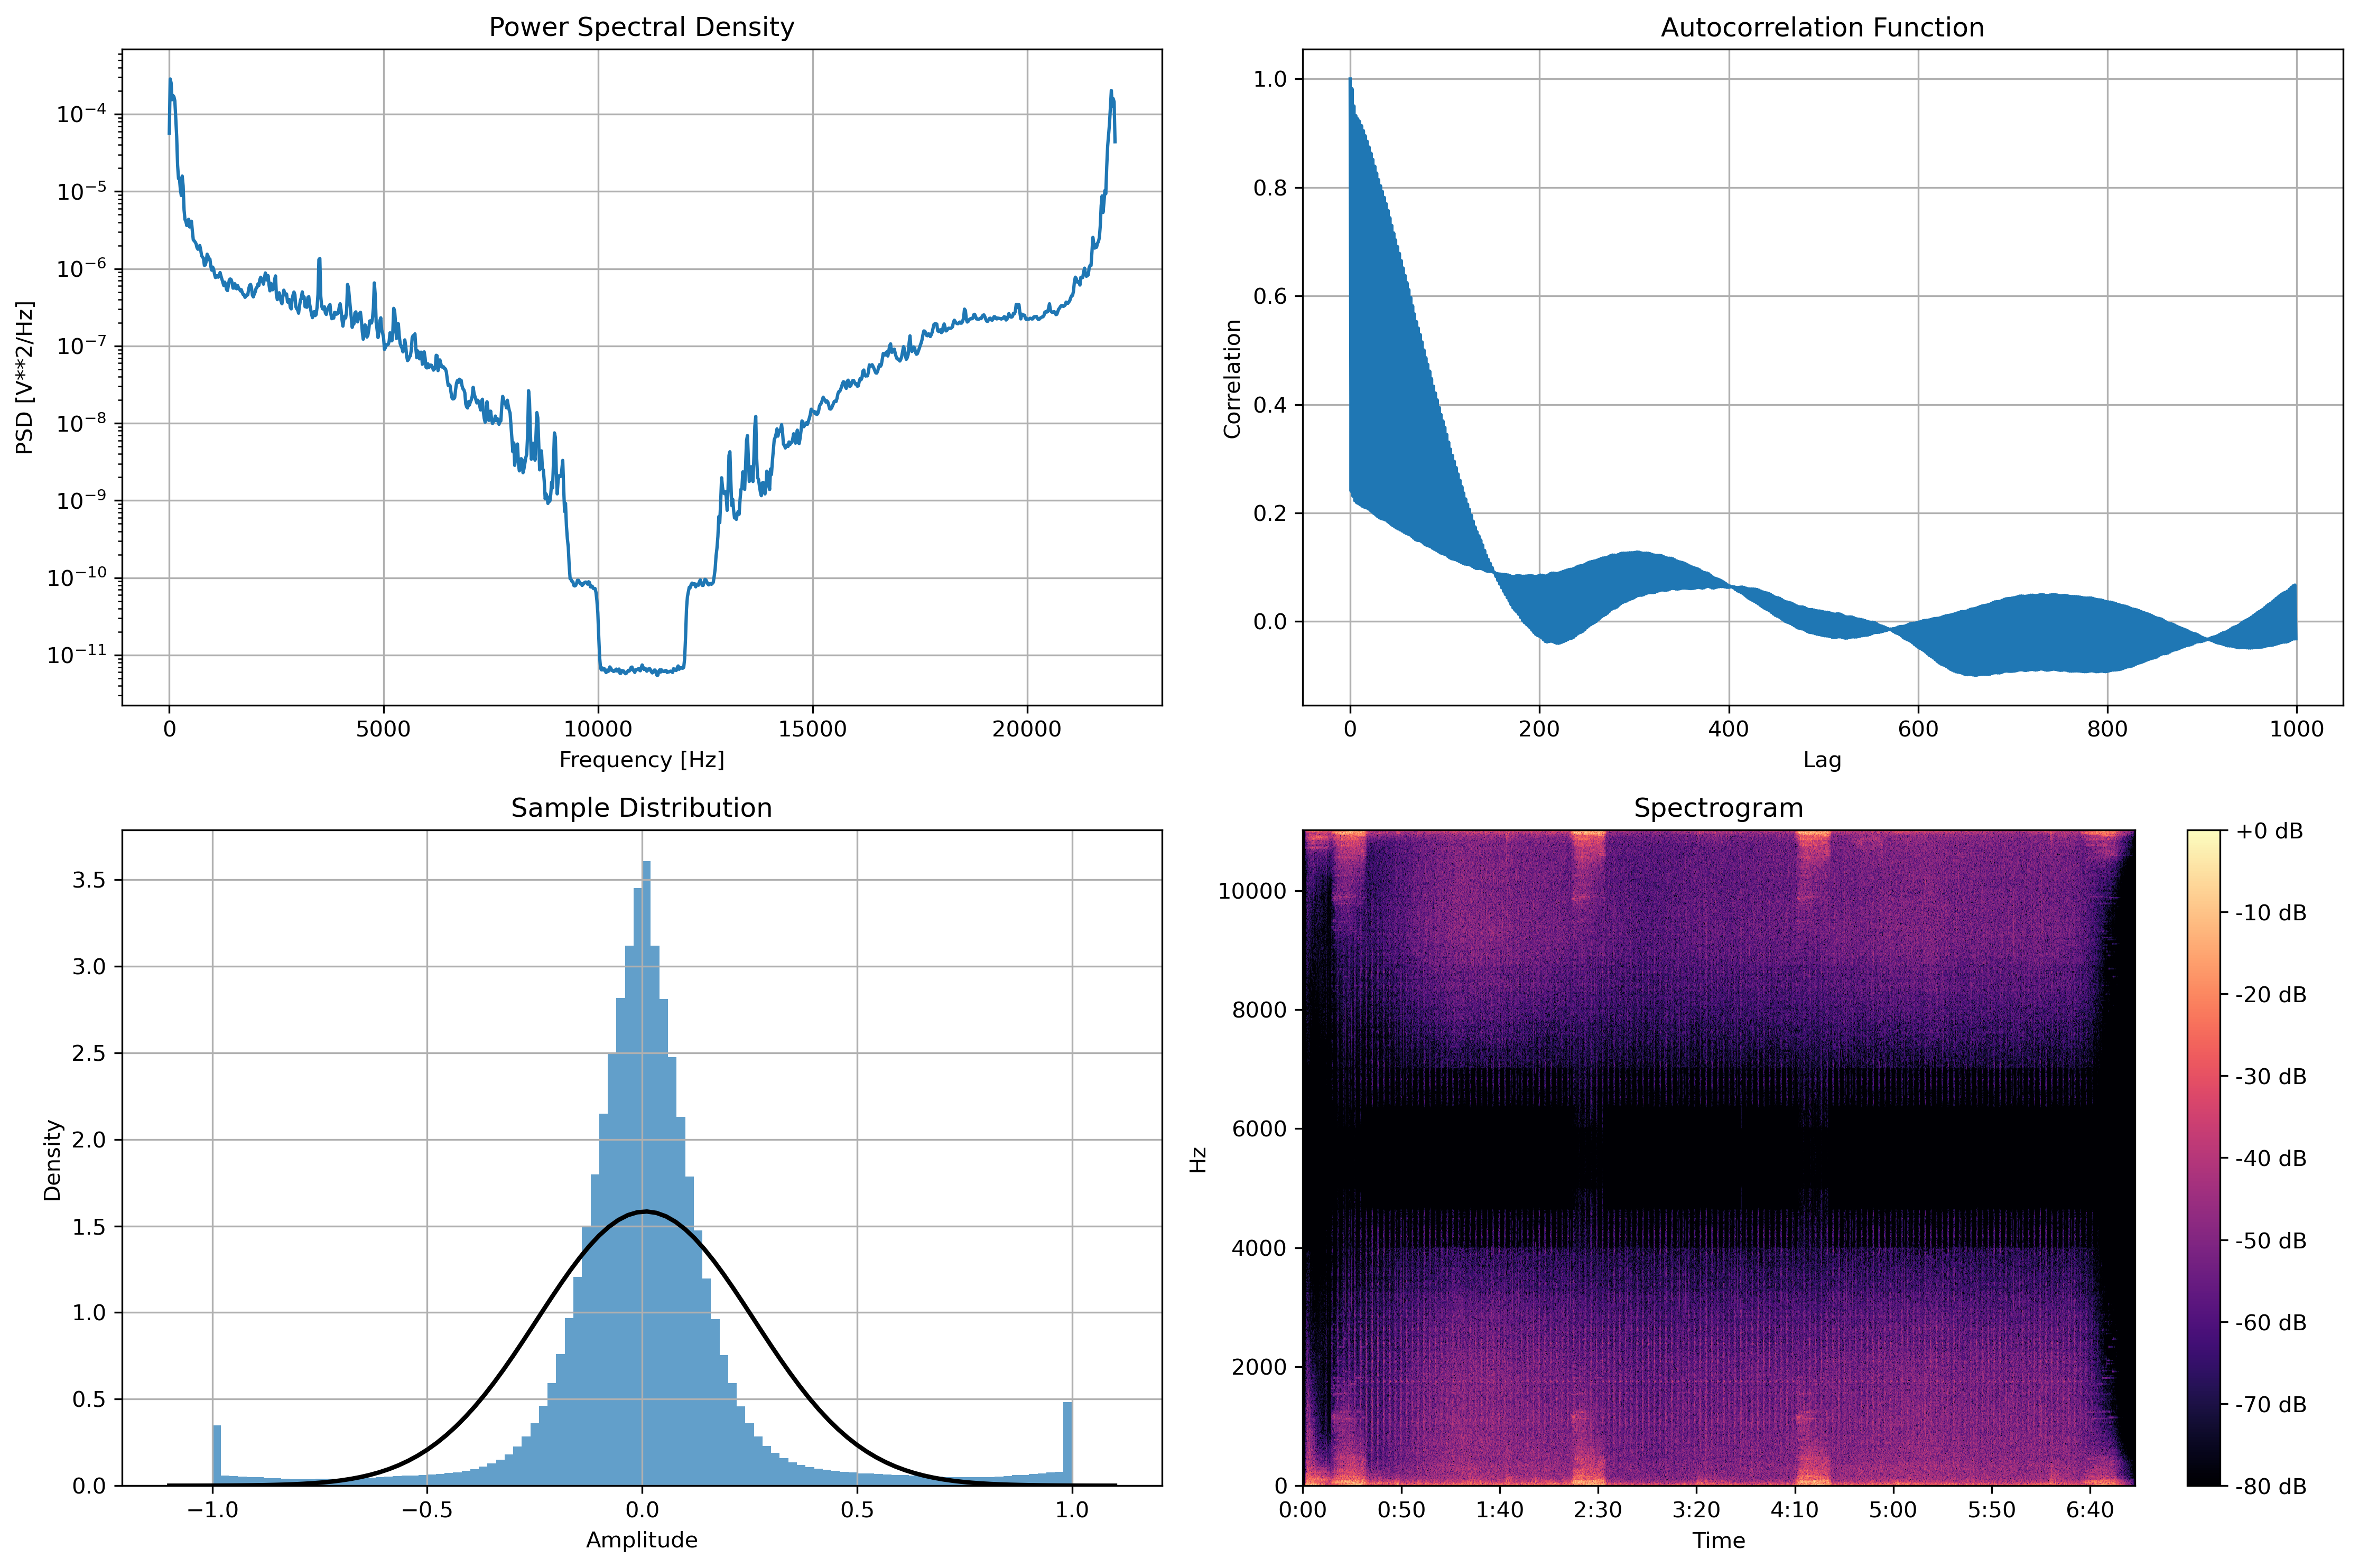 Power Spectral Density
PSD [V**2/Hz]
10⁻⁴
10⁻⁵
10⁻⁶
10⁻⁷
10⁻⁸
10⁻⁹
10⁻¹⁰
10⁻¹¹
0 5000 10000 15000 20000
Frequency [Hz]
Autocorrelation Function
Correlation
1.0
0.8
0.6
0.4
0.2
0.0
0 200 400 600 800 1000
Lag
Sample Distribution
Density
3.5
3.0
2.5
2.0
1.5
1.0
0.5
0.0
−1.0 −0.5 0.0 0.5 1.0
Amplitude
Spectrogram
Hz
10000
8000
6000
4000
2000
0
0:00 0:50 1:40 2:30 3:20 4:10 5:00 5:50 6:40
Time
+0 dB
-10 dB
-20 dB
-30 dB
-40 dB
-50 dB
-60 dB
-70 dB
-80 dB